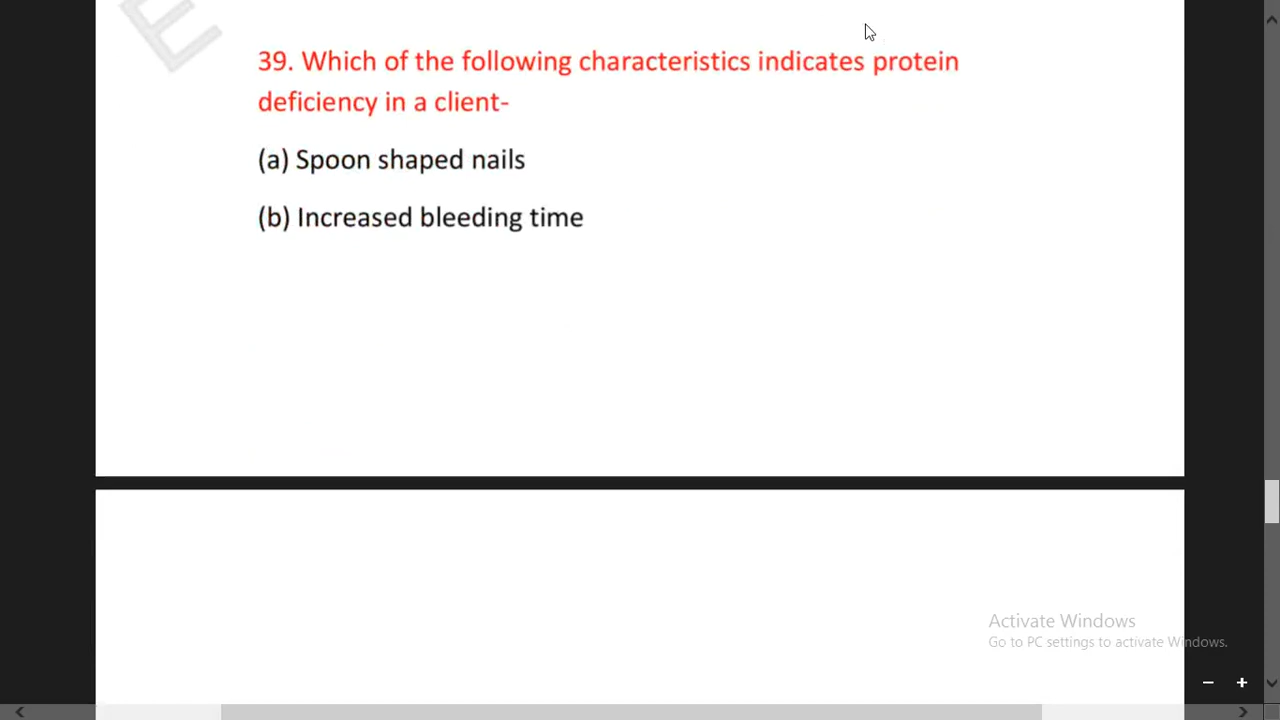 E
39. Which of the following characteristics indicates protein
deficiency in a client-
(a) Spoon shaped nails
(b) Increased bleeding time
Activate Windows
Go to PC settings to activate Windows.